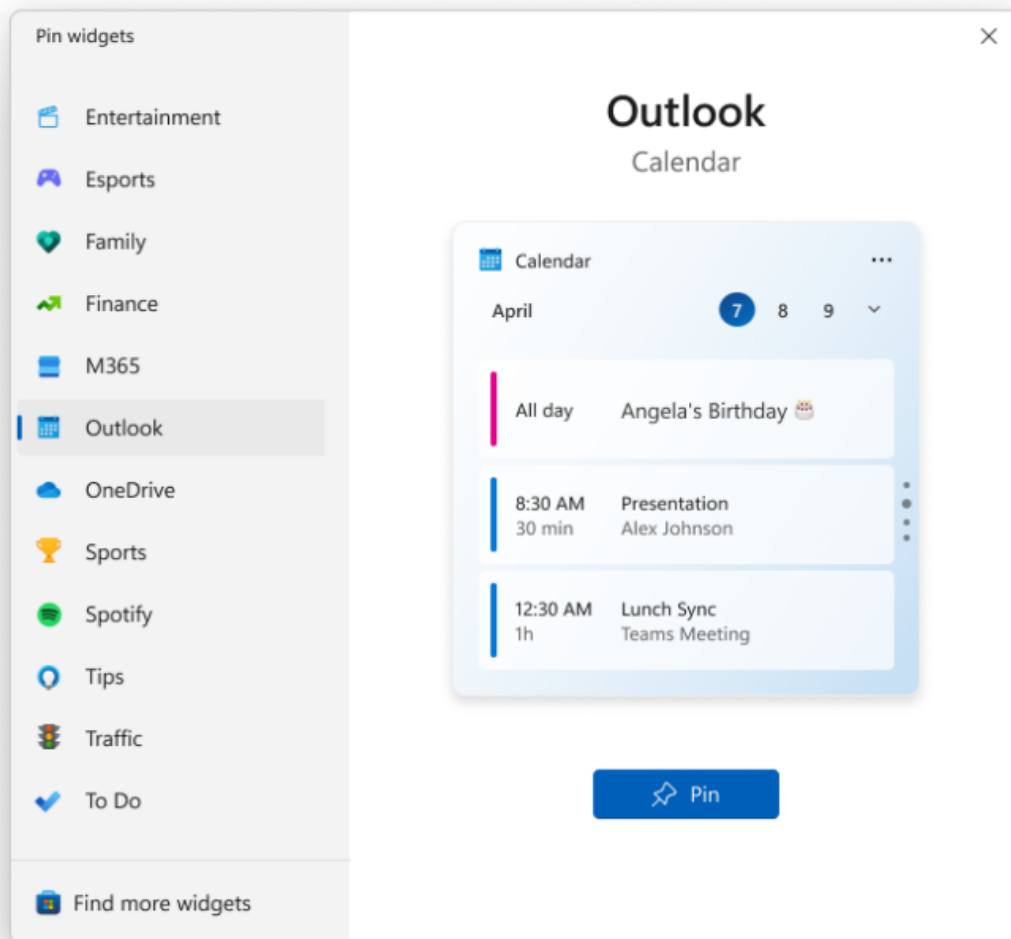 Pin widgets
Entertainment
Esports
Family
Finance
M365
Outlook
OneDrive
Sports
Spotify
Tips
Traffic
To Do
Find more widgets
Outlook
Calendar
Calendar
April 7 8 9
All day Angela's Birthday
8:30 AM Presentation
30 min Alex Johnson
12:30 AM Lunch Sync
1h Teams Meeting
Pin